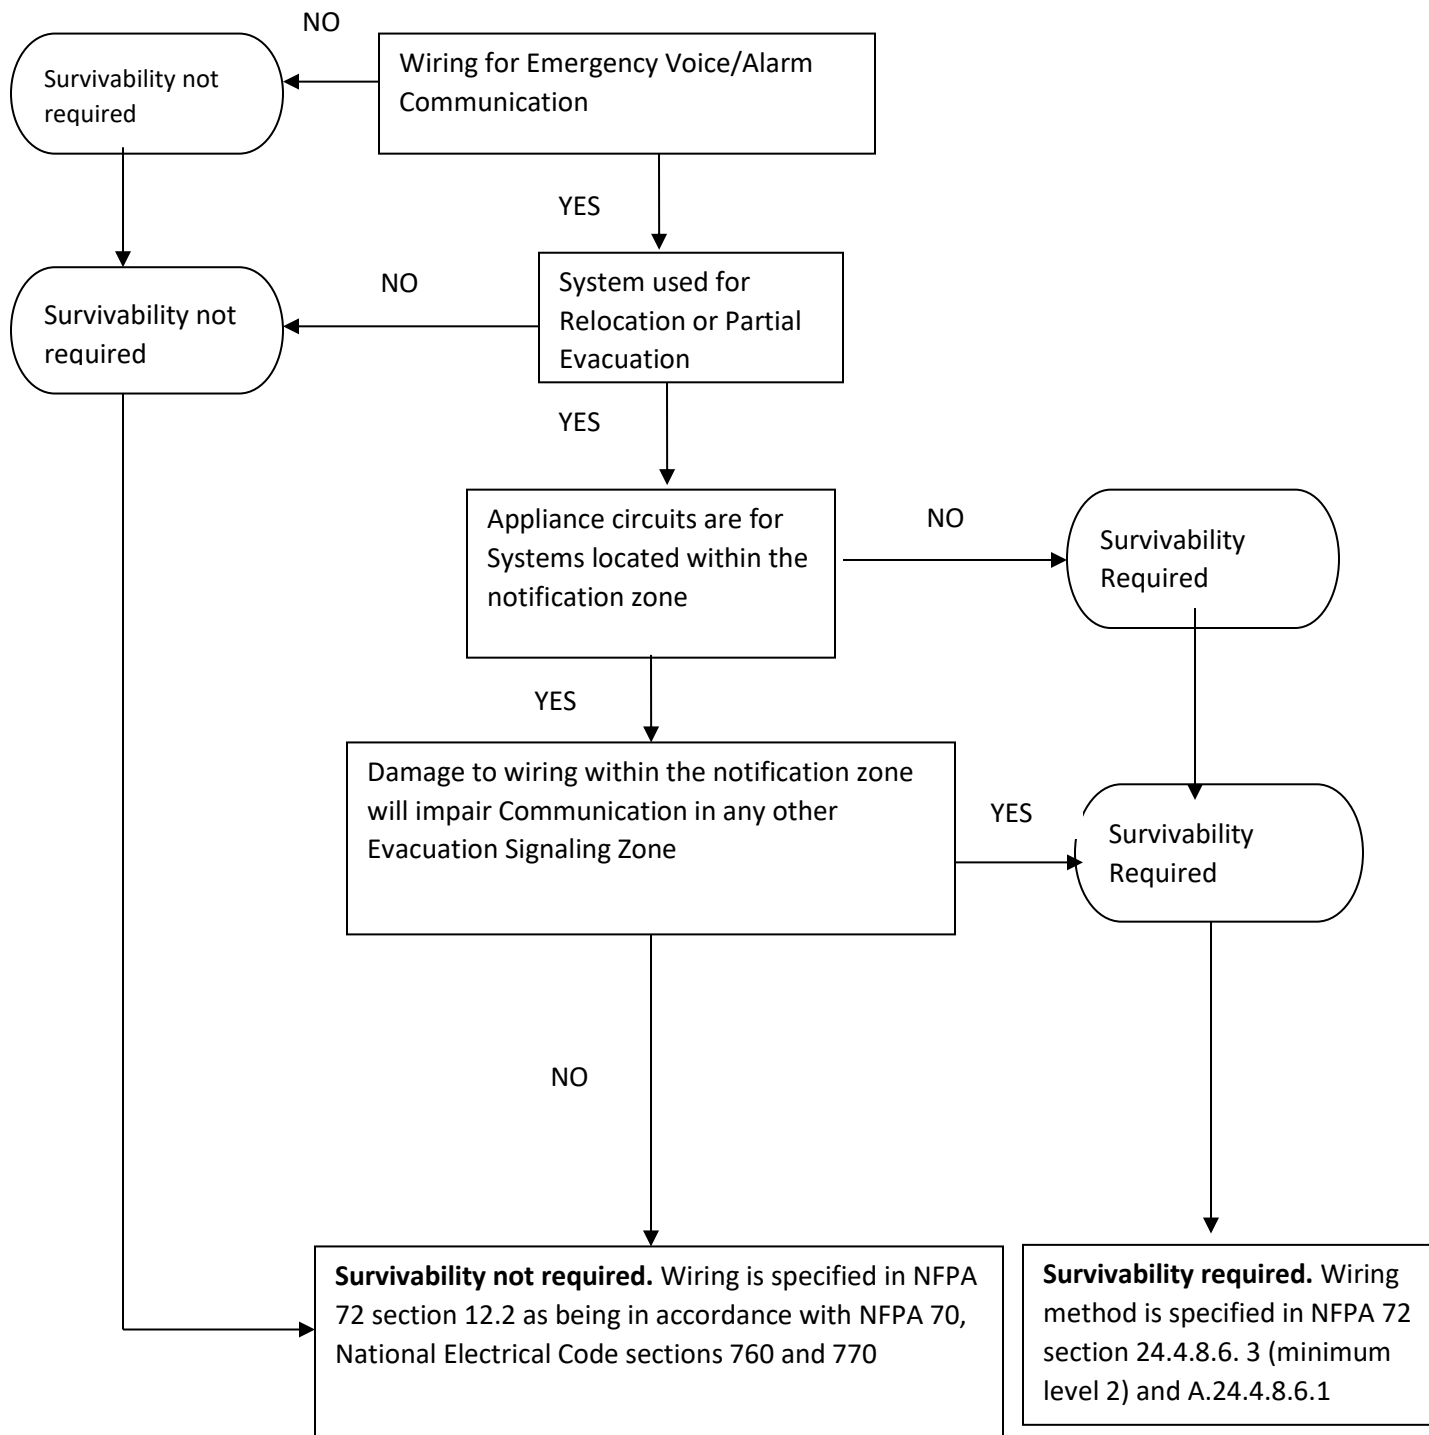 NO
Survivability not
required
Wiring for Emergency Voice/Alarm
Communication
YES
Survivability not
required
NO
System used for
Relocation or Partial
Evacuation
YES
Appliance circuits are for
Systems located within the
notification zone
NO
Survivability
Required
YES
Damage to wiring within the notification zone
will impair Communication in any other
Evacuation Signaling Zone
YES
Survivability
Required
NO
Survivability not required. Wiring is specified in NFPA
72 section 12.2 as being in accordance with NFPA 70,
National Electrical Code sections 760 and 770
Survivability required. Wiring
method is specified in NFPA 72
section 24.4.8.6. 3 (minimum
level 2) and A.24.4.8.6.1